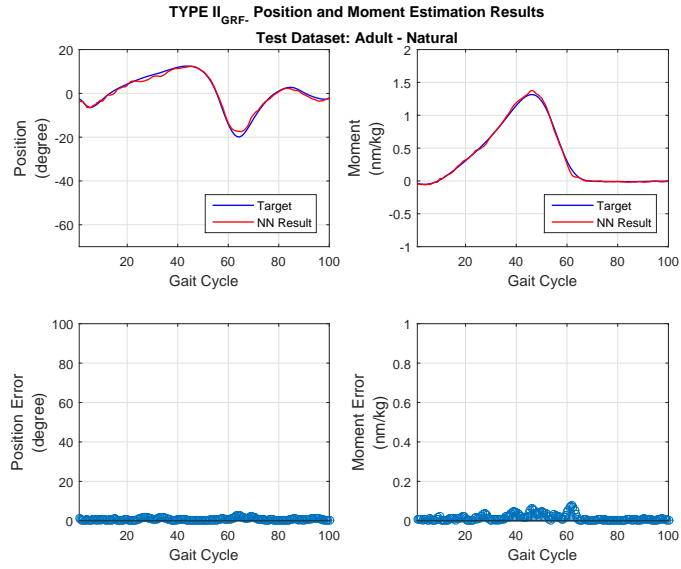 TYPE II_GRF- Position and Moment Estimation Results
Test Dataset: Adult - Natural
20
0
-20
-40
-60
Position
(degree)
Target
NN Result
20 40 60 80 100
Gait Cycle
2
1.5
1
0.5
0
-0.5
-1
Moment
(nm/kg)
Target
NN Result
20 40 60 80 100
Gait Cycle
100
80
60
40
20
0
Position Error
(degree)
20 40 60 80 100
Gait Cycle
1
0.8
0.6
0.4
0.2
0
Moment Error
(nm/kg)
20 40 60 80 100
Gait Cycle